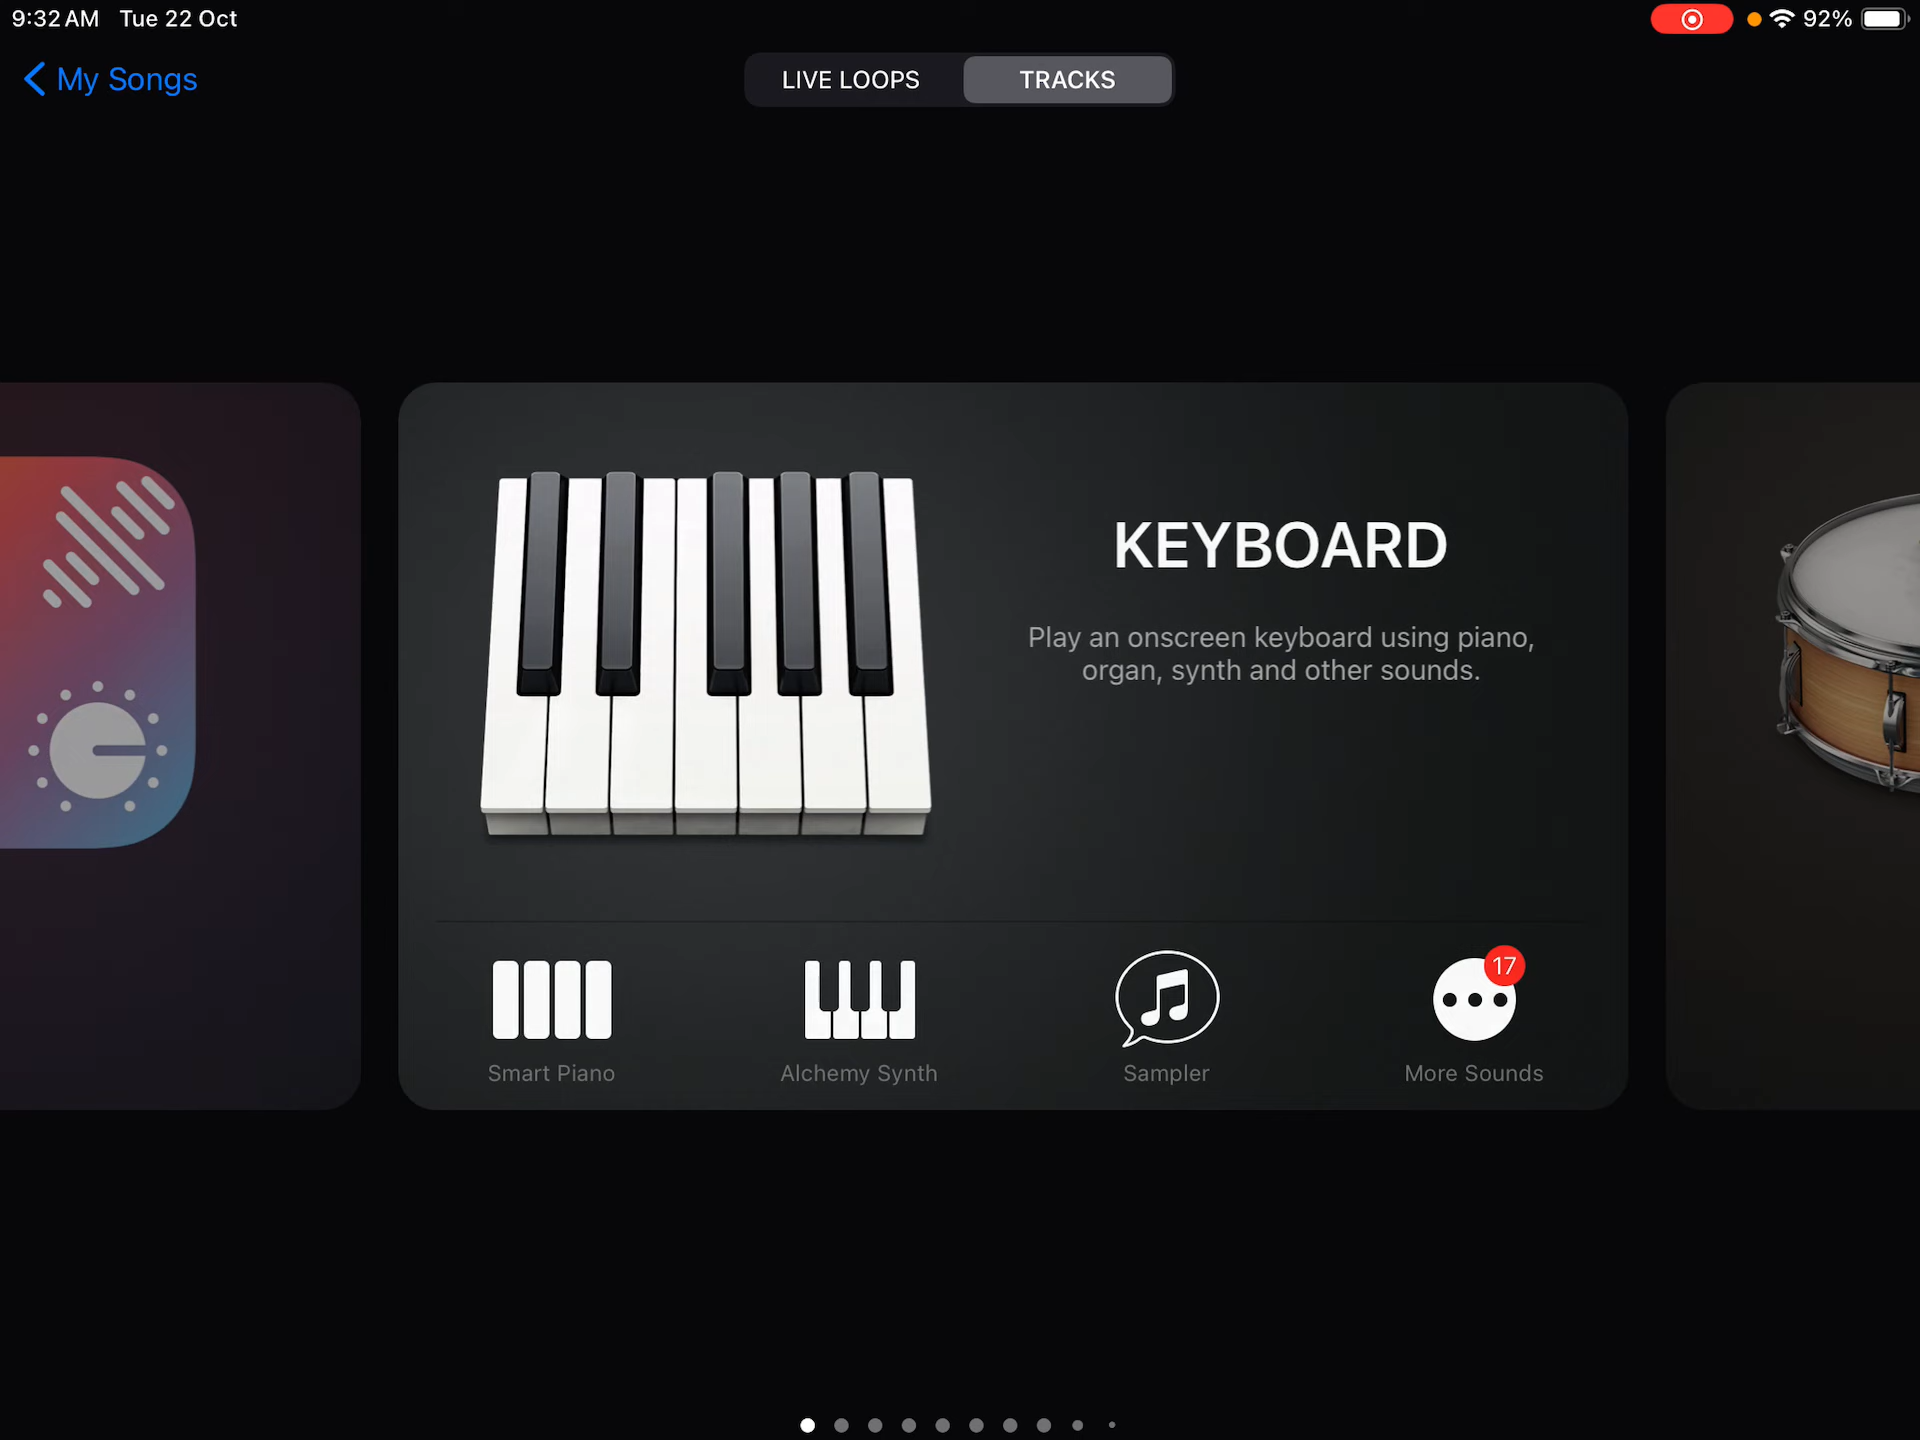 9:32 AM Tue 22 Oct
92%
My Songs
LIVE LOOPS
TRACKS
KEYBOARD
Play an onscreen keyboard using piano,
organ, synth and other sounds.
17
Smart Piano
Alchemy Synth
Sampler
More Sounds